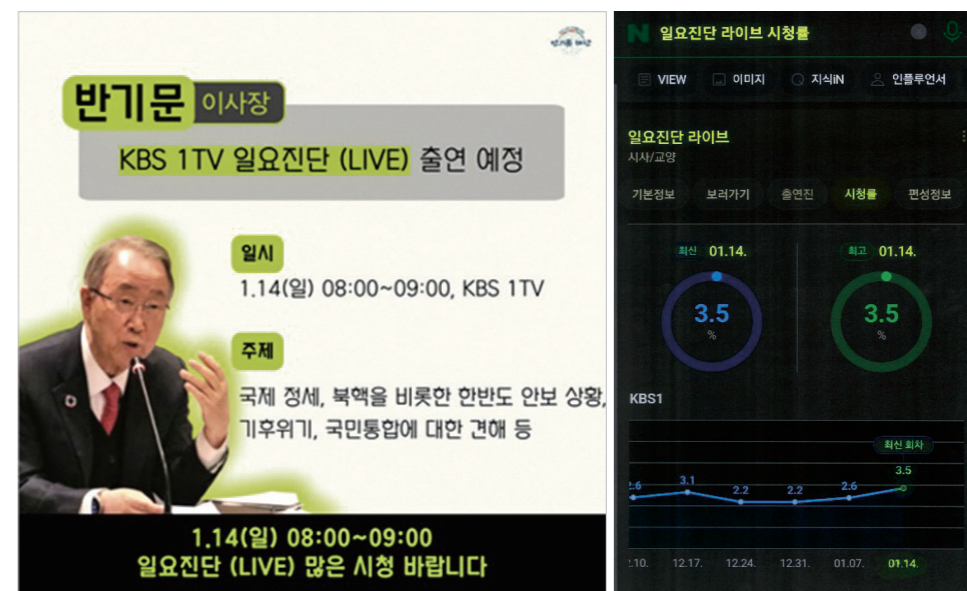 반기문 이사장
KBS 1TV 일요진단 (LIVE) 출연 예정
일시
1.14(일) 08:00~09:00, KBS 1TV
주제
국제 정세, 북핵을 비롯한 한반도 안보 상황,
기후위기, 국민통합에 대한 견해 등
1.14(일) 08:00~09:00
일요진단 (LIVE) 많은 시청 바랍니다
N 일요진단 라이브 시청률
VIEW 이미지 지식iN 인플루언서
일요진단 라이브
시사/교양
기본정보 보러가기 출연진 시청률 편성정보
최신 01.14. 최고 01.14.
3.5 3.5
% %
KBS1
최신 회차
2.6 3.1 2.2 2.2 2.6 3.5
.10. 12.17. 12.24. 12.31. 01.07. 01.14.